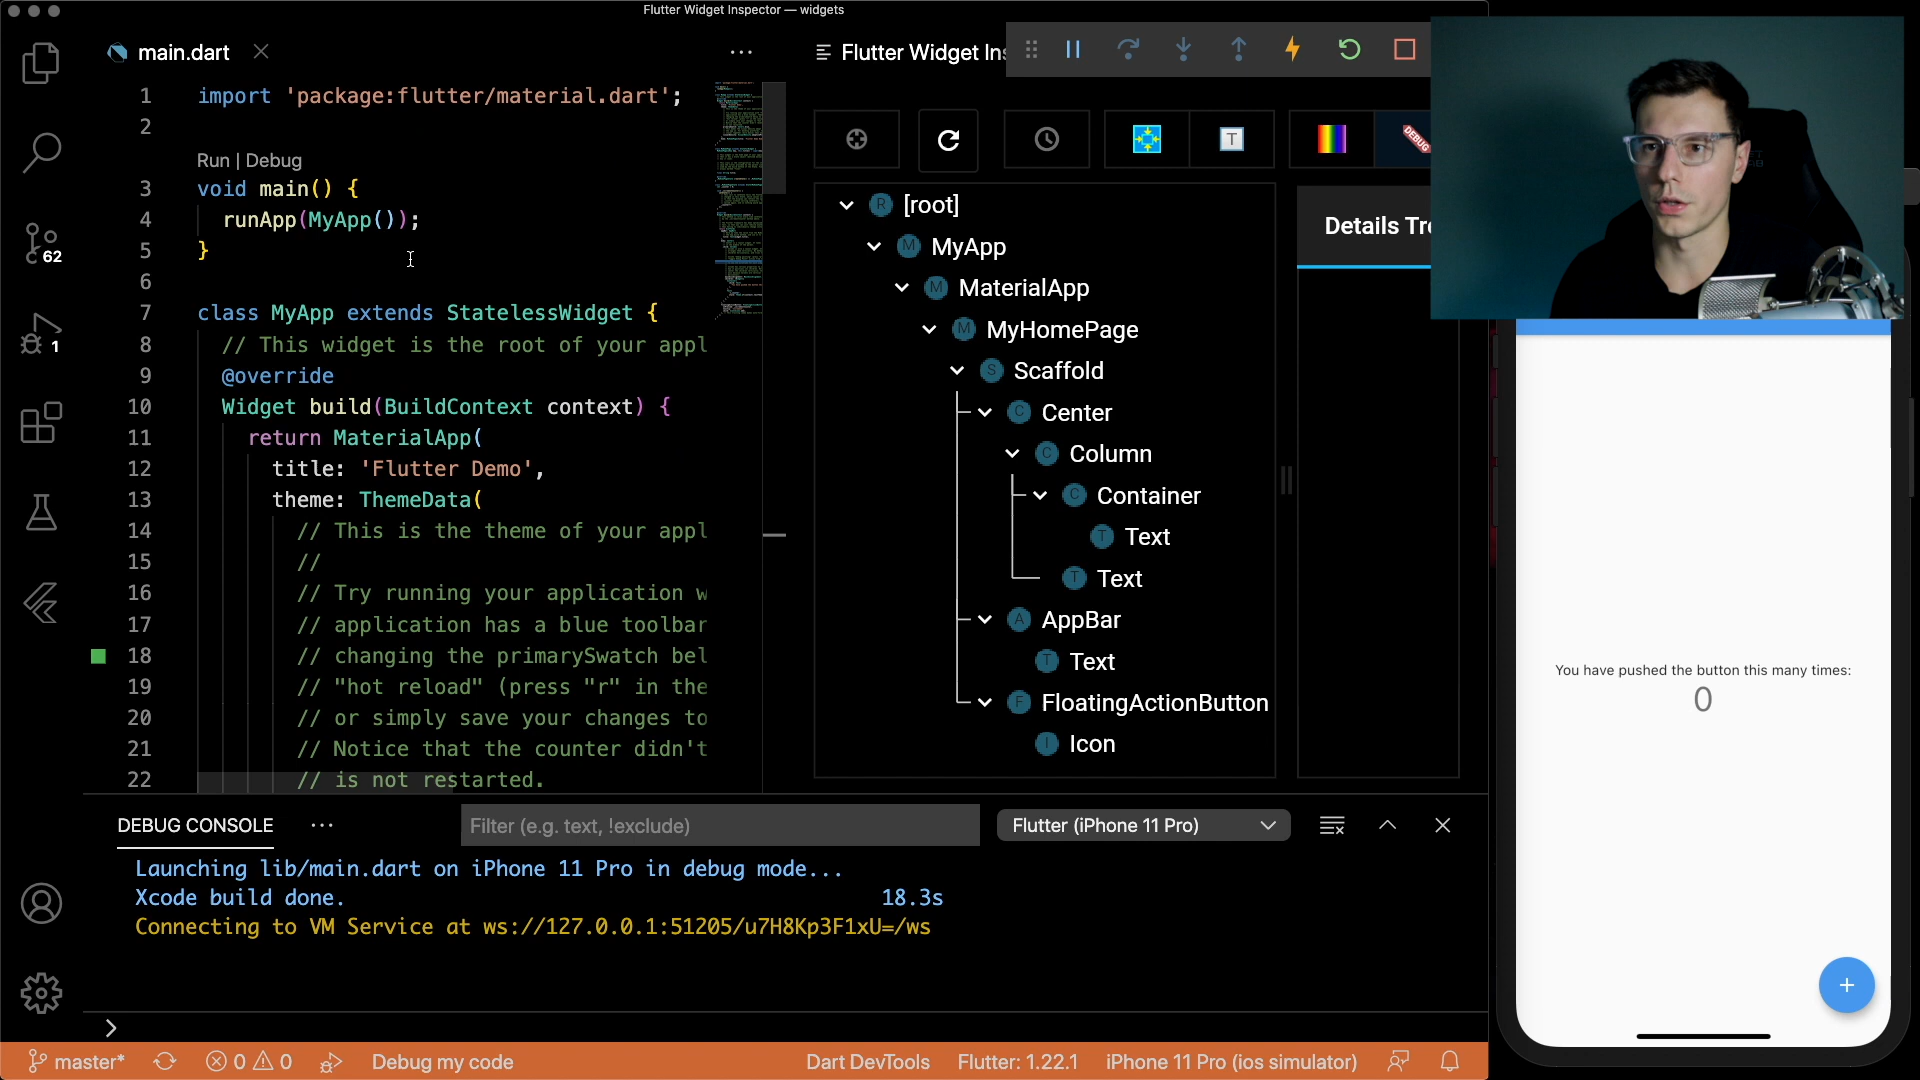 Flutter Widget Inspector — widgets
main.dart
Flutter Widget Ins
1 import 'package:flutter/material.dart';
2
Run | Debug
3 void main() {
4 runApp(MyApp());
5 }
6
7 class MyApp extends StatelessWidget {
8 // This widget is the root of your appl
9 @override
10 Widget build(BuildContext context) {
11 return MaterialApp(
12 title: 'Flutter Demo',
13 theme: ThemeData(
14 // This is the theme of your appl
15 //
16 // Try running your application w
17 // application has a blue toolbar
18 // changing the primarySwatch bel
19 // "hot reload" (press "r" in the
20 // or simply save your changes to
21 // Notice that the counter didn't
22 // is not restarted.
62
1
T
DEBUG
R [root]
M MyApp
M MaterialApp
M MyHomePage
S Scaffold
C Center
C Column
C Container
T Text
T Text
A AppBar
T Text
F FloatingActionButton
I Icon
Details Tre
You have pushed the button this many times:
0
+
DEBUG CONSOLE
Filter (e.g. text, !exclude)
Flutter (iPhone 11 Pro)
Launching lib/main.dart on iPhone 11 Pro in debug mode...
Xcode build done. 18.3s
Connecting to VM Service at ws://127.0.0.1:51205/u7H8Kp3F1xU=/ws
master* 0 0 Debug my code Dart DevTools Flutter: 1.22.1 iPhone 11 Pro (ios simulator)